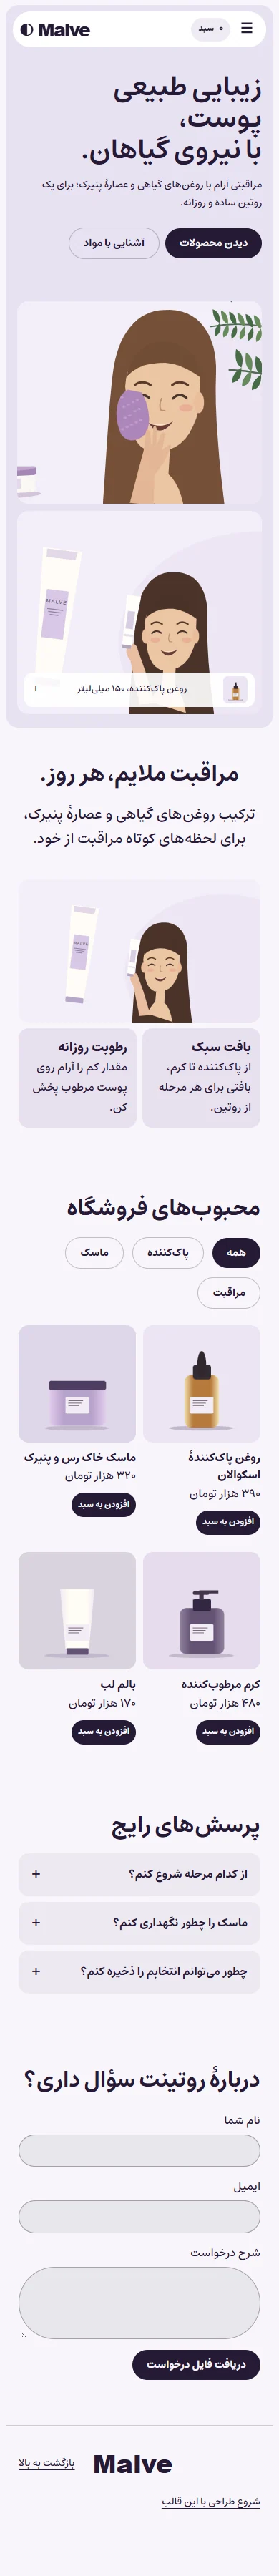 Malve
سبد
زیبایی طبیعی
پوست،
با نیروی گیاهان.
مراقبتی آرام با روغن‌های گیاهی و عصارهٔ پنیرک؛ برای یک
روتین ساده و روزانه.
دیدن محصولات
آشنایی با مواد
MALVE
روغن پاک‌کننده، ۱۵۰ میلی‌لیتر
+
مراقبت ملایم، هر روز.
ترکیب روغن‌های گیاهی و عصارهٔ پنیرک،
برای لحظه‌های کوتاه مراقبت از خود.
MALVE
بافت سبک
از پاک‌کننده تا کرم،
بافتی برای هر مرحله
از روتین.
رطوبت روزانه
مقدار کم را آرام روی
پوست مرطوب پخش
کن.
محبوب‌های فروشگاه
همه
پاک‌کننده
ماسک
مراقبت
روغن پاک‌کنندهٔ
اسکوالان
۳۹۰ هزار تومان
افزودن به سبد
ماسک خاک رس و پنیرک
۳۲۰ هزار تومان
افزودن به سبد
کرم مرطوب‌کننده
۴۸۰ هزار تومان
افزودن به سبد
بالم لب
۱۷۰ هزار تومان
افزودن به سبد
پرسش‌های رایج
از کدام مرحله شروع کنم؟
+
ماسک را چطور نگهداری کنم؟
+
چطور می‌توانم انتخابم را ذخیره کنم؟
+
دربارهٔ روتینت سؤال داری؟
نام شما
ایمیل
شرح درخواست
دریافت فایل درخواست
Malve
بازگشت به بالا
شروع طراحی با این قالب